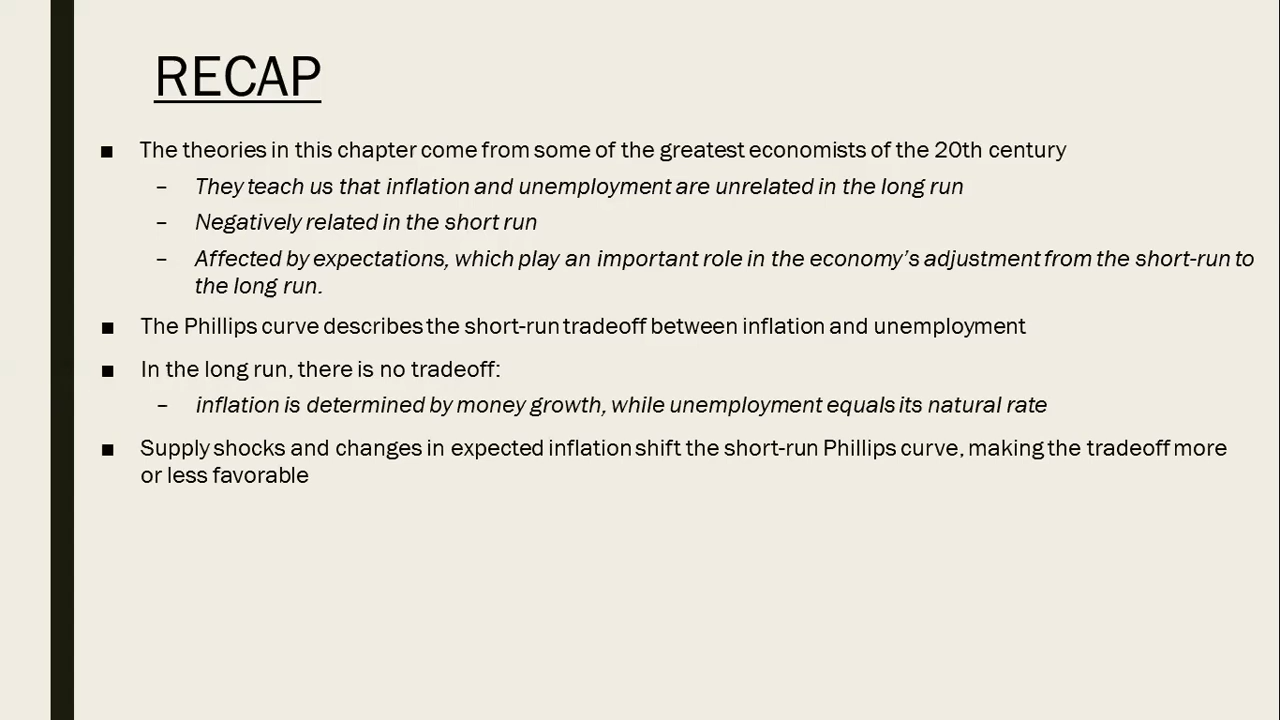 RECAP
■ The theories in this chapter come from some of the greatest economists of the 20th century
– They teach us that inflation and unemployment are unrelated in the long run
– Negatively related in the short run
– Affected by expectations, which play an important role in the economy's adjustment from the short-run to
the long run.
■ The Phillips curve describes the short-run tradeoff between inflation and unemployment
■ In the long run, there is no tradeoff:
– inflation is determined by money growth, while unemployment equals its natural rate
■ Supply shocks and changes in expected inflation shift the short-run Phillips curve, making the tradeoff more
or less favorable